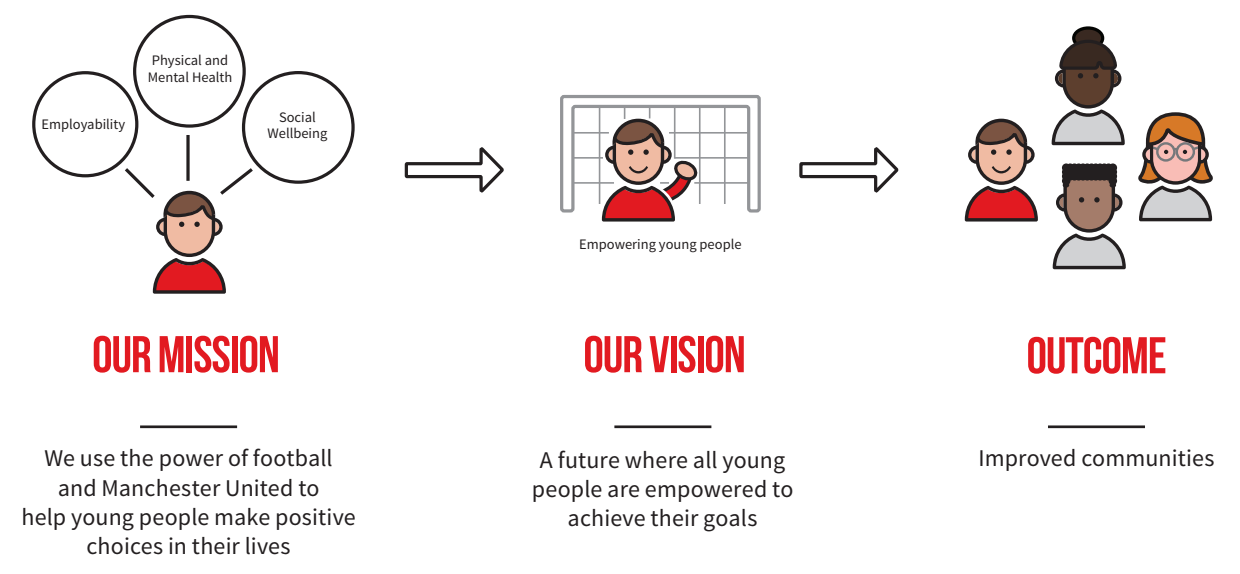 Physical and
Mental Health
Employability
Social
Wellbeing
Empowering young people
OUR MISSION
We use the power of football
and Manchester United to
help young people make positive
choices in their lives
OUR VISION
A future where all young
people are empowered to
achieve their goals
OUTCOME
Improved communities